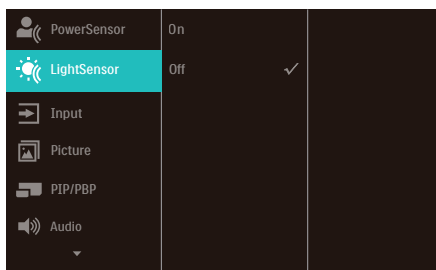 PowerSensor
On
LightSensor
Off
Input
Picture
PIP/PBP
Audio